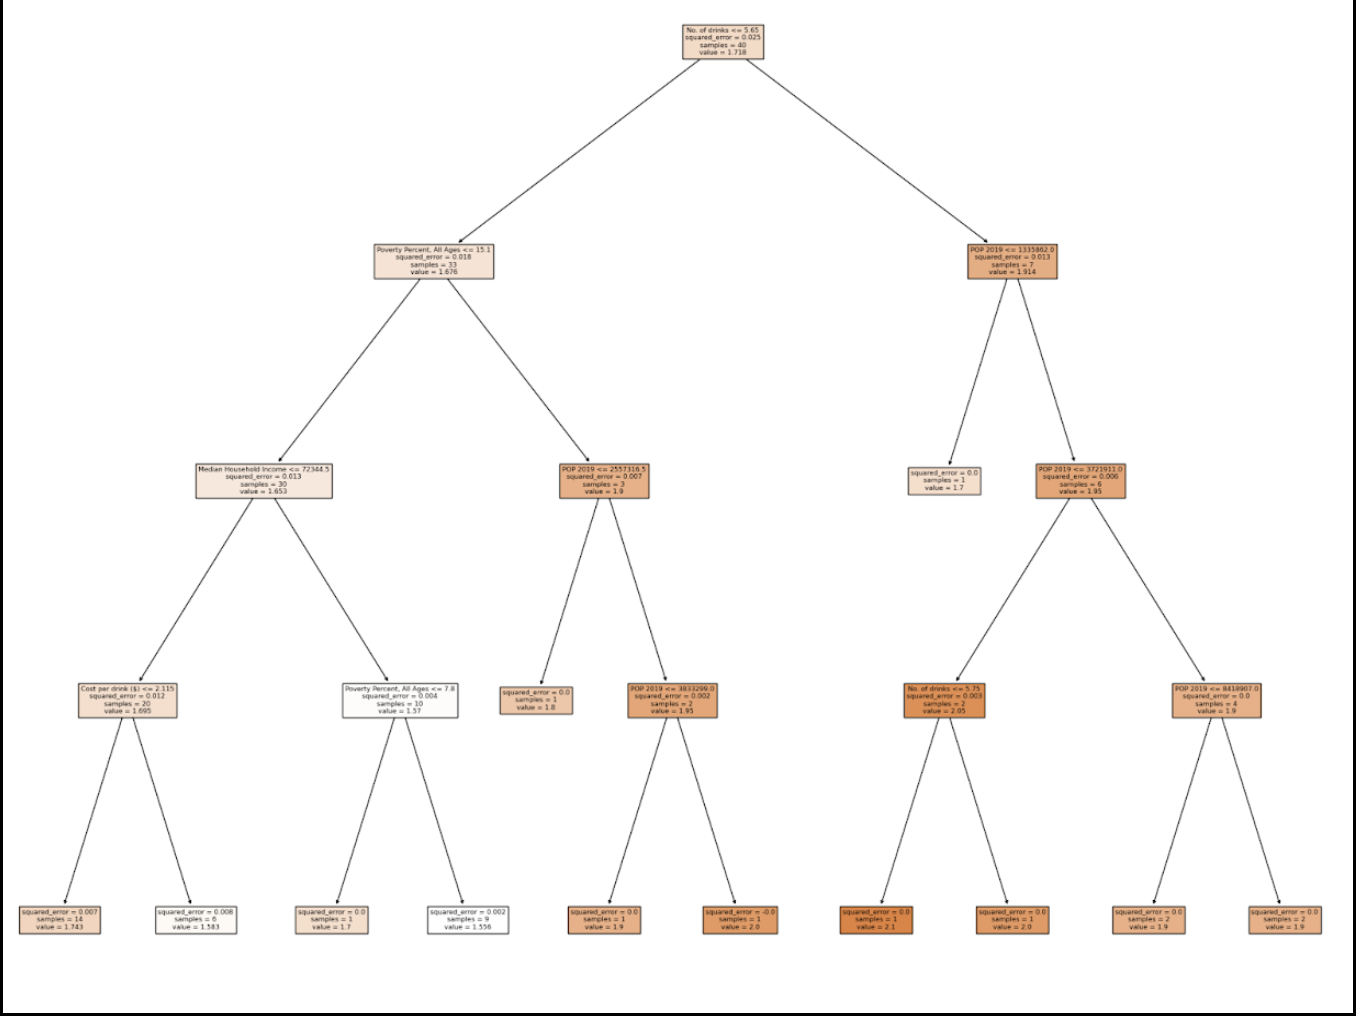 No. of drinks <= 5.65
squared_error = 0.025
samples = 40
value = 1.718
Poverty Percent, All Ages <= 15.1
squared_error = 0.018
samples = 33
value = 1.676
POP 2019 <= 1335862.0
squared_error = 0.013
samples = 7
value = 1.914
Median Household Income <= 72344.5
squared_error = 0.013
samples = 30
value = 1.653
POP 2019 <= 2557316.5
squared_error = 0.007
samples = 3
value = 1.9
squared_error = 0.0
samples = 1
value = 1.7
POP 2019 <= 3721911.0
squared_error = 0.006
samples = 6
value = 1.95
Cost per drink ($) <= 2.115
squared_error = 0.012
samples = 20
value = 1.695
Poverty Percent, All Ages <= 7.8
squared_error = 0.004
samples = 10
value = 1.57
squared_error = 0.0
samples = 1
value = 1.8
POP 2019 <= 3833299.0
squared_error = 0.002
samples = 2
value = 1.95
No. of drinks <= 5.75
squared_error = 0.003
samples = 2
value = 2.05
POP 2019 <= 8418907.0
squared_error = 0.0
samples = 4
value = 1.9
squared_error = 0.007
samples = 14
value = 1.743
squared_error = 0.008
samples = 6
value = 1.583
squared_error = 0.0
samples = 1
value = 1.7
squared_error = 0.002
samples = 9
value = 1.556
squared_error = 0.0
samples = 1
value = 1.9
squared_error = -0.0
samples = 1
value = 2.0
squared_error = 0.0
samples = 1
value = 2.1
squared_error = 0.0
samples = 1
value = 2.0
squared_error = 0.0
samples = 2
value = 1.9
squared_error = 0.0
samples = 2
value = 1.9